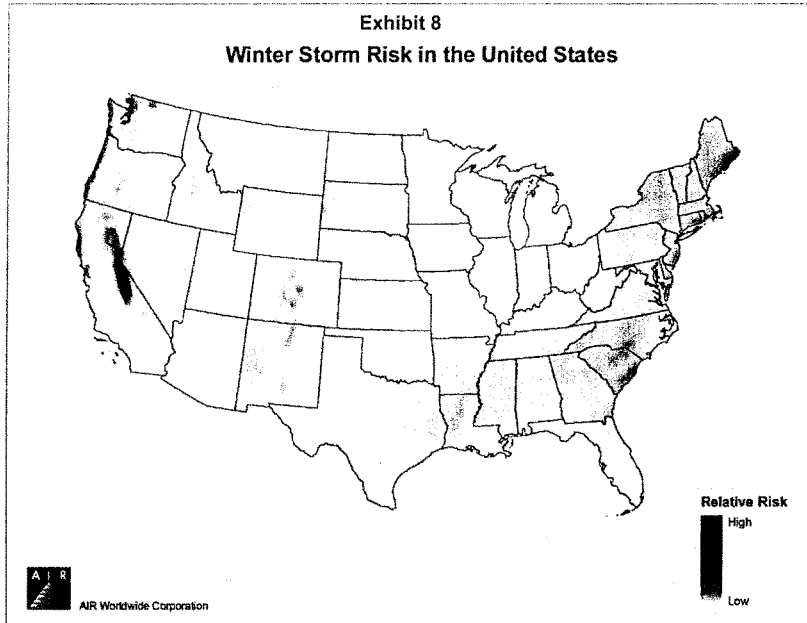 Exhibit 8
Winter Storm Risk in the United States
Relative Risk
High
Low
A I R
AIR Worldwide Corporation